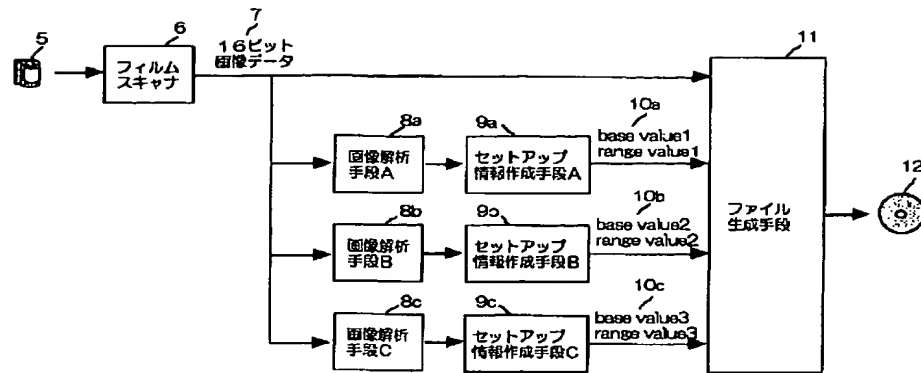 5
6
フィルム
スキャナ
7
16ビット
画像データ
11
ファイル
生成手段
12
8a
画像解析
手段A
9a
セットアップ
情報作成手段A
10a
base value1
range value1
8b
画像解析
手段B
9b
セットアップ
情報作成手段B
10b
base value2
range value2
8c
画像解析
手段C
9c
セットアップ
情報作成手段C
10c
base value3
range value3